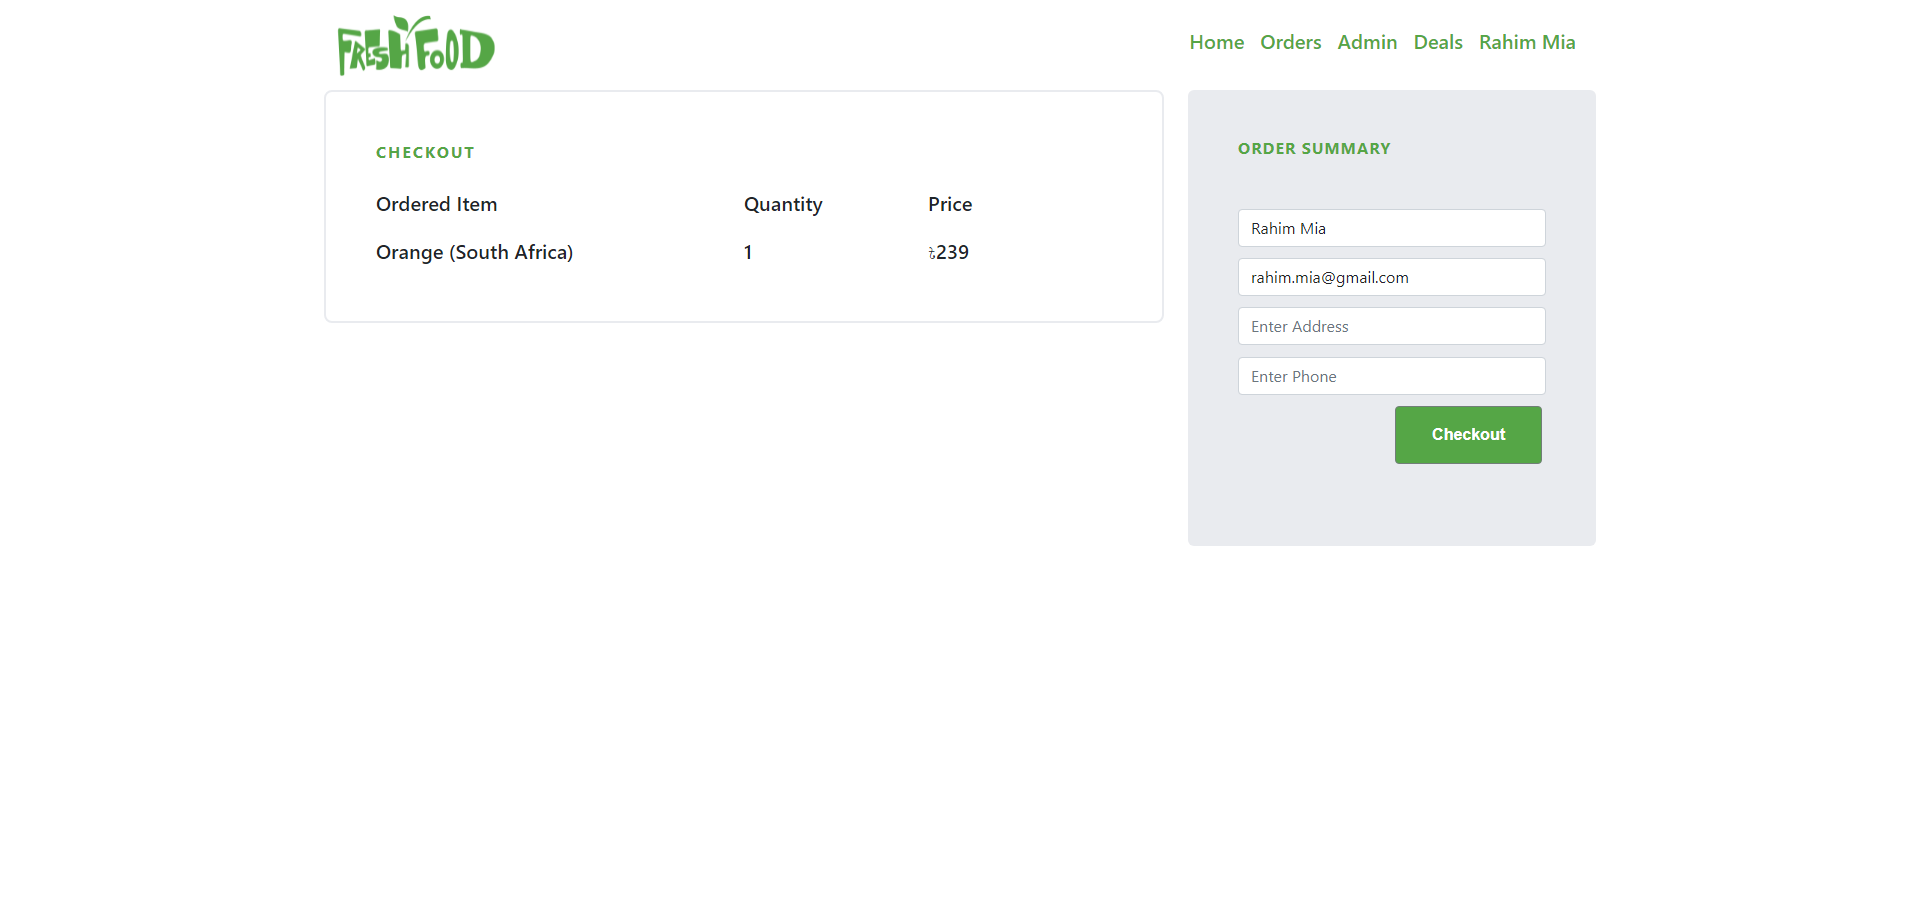 FRESH FOOD
Home Orders Admin Deals Rahim Mia
CHECKOUT
Ordered Item Quantity Price
Orange (South Africa) 1 ৳239
ORDER SUMMARY
Rahim Mia
rahim.mia@gmail.com
Enter Address
Enter Phone
Checkout